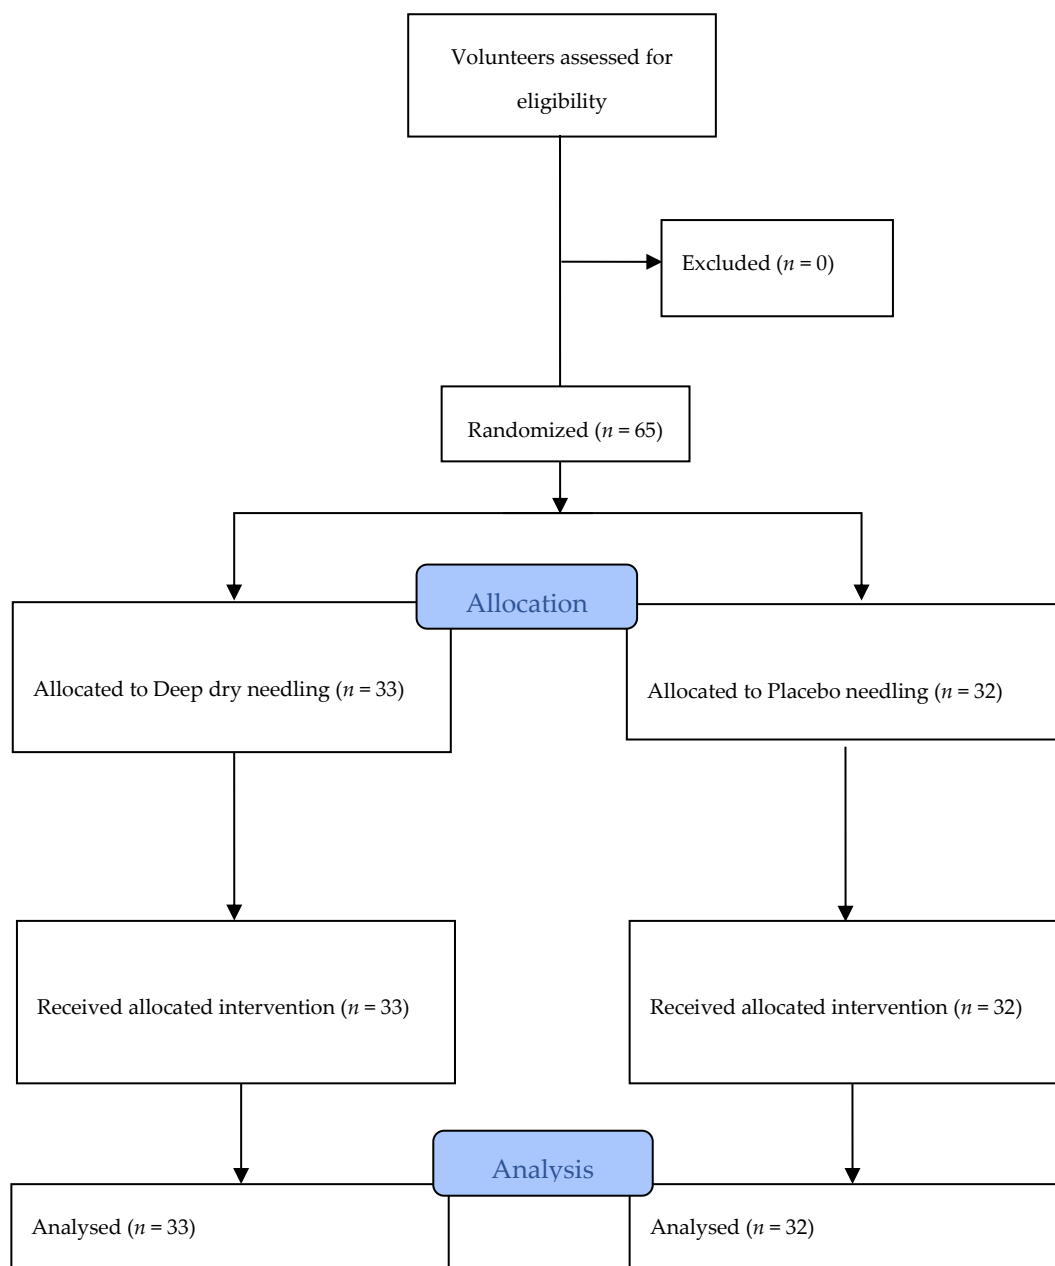 Volunteers assessed for
eligibility
Excluded (n = 0)
Randomized (n = 65)
Allocation
Allocated to Deep dry needling (n = 33)
Allocated to Placebo needling (n = 32)
Received allocated intervention (n = 33)
Received allocated intervention (n = 32)
Analysis
Analysed (n = 33)
Analysed (n = 32)